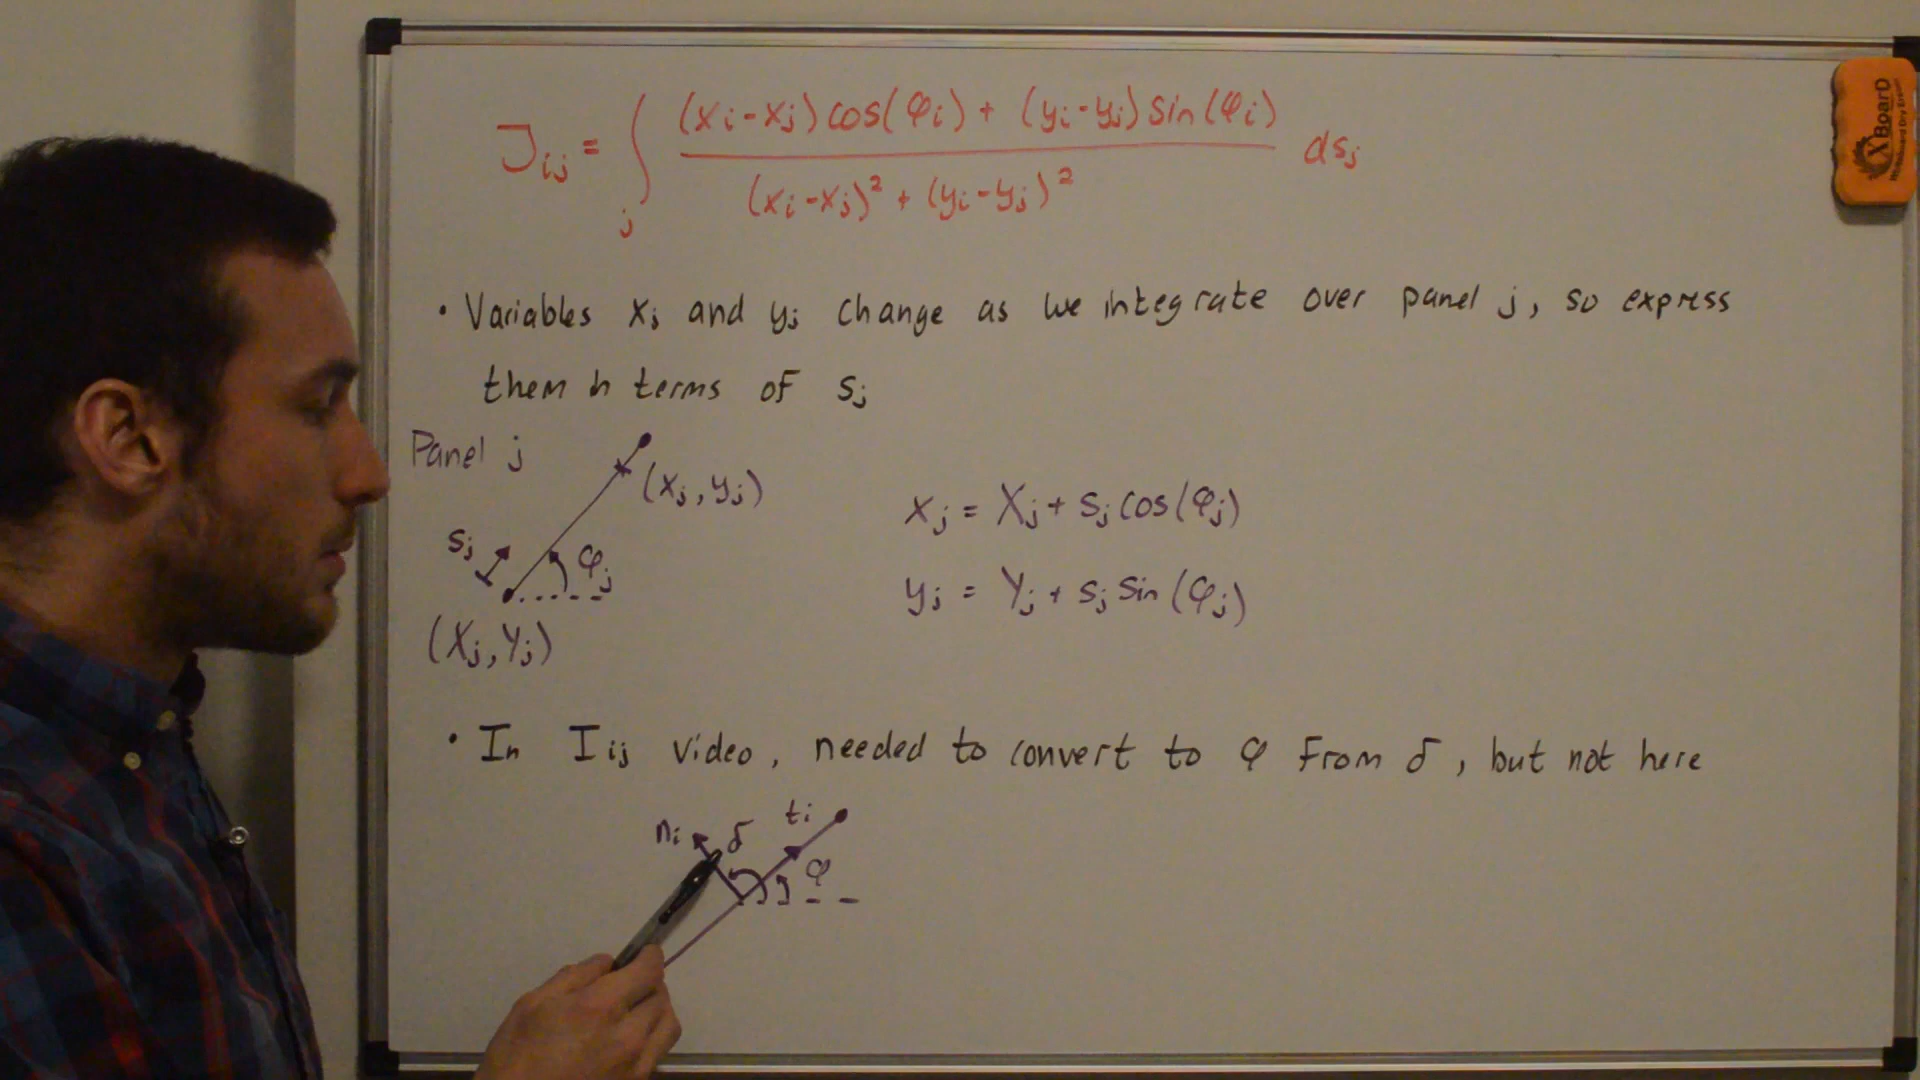 J_ij = ∫_j ((x_i-x_j) cos(φ_i) + (y_i-y_j) sin(φ_i)) / ((x_i-x_j)² + (y_i-y_j)²) ds_j
XBoarD
• Variables x_j and y_j change as we integrate over panel j, so express
them in terms of s_j
Panel j
(x_j, y_j)
x_j = X_j + s_j cos(φ_j)
s_j
φ_j
y_j = Y_j + s_j sin(φ_j)
(X_j, Y_j)
• In I_ij video, needed to convert to φ from δ, but not here
n_i δ t_i
φ